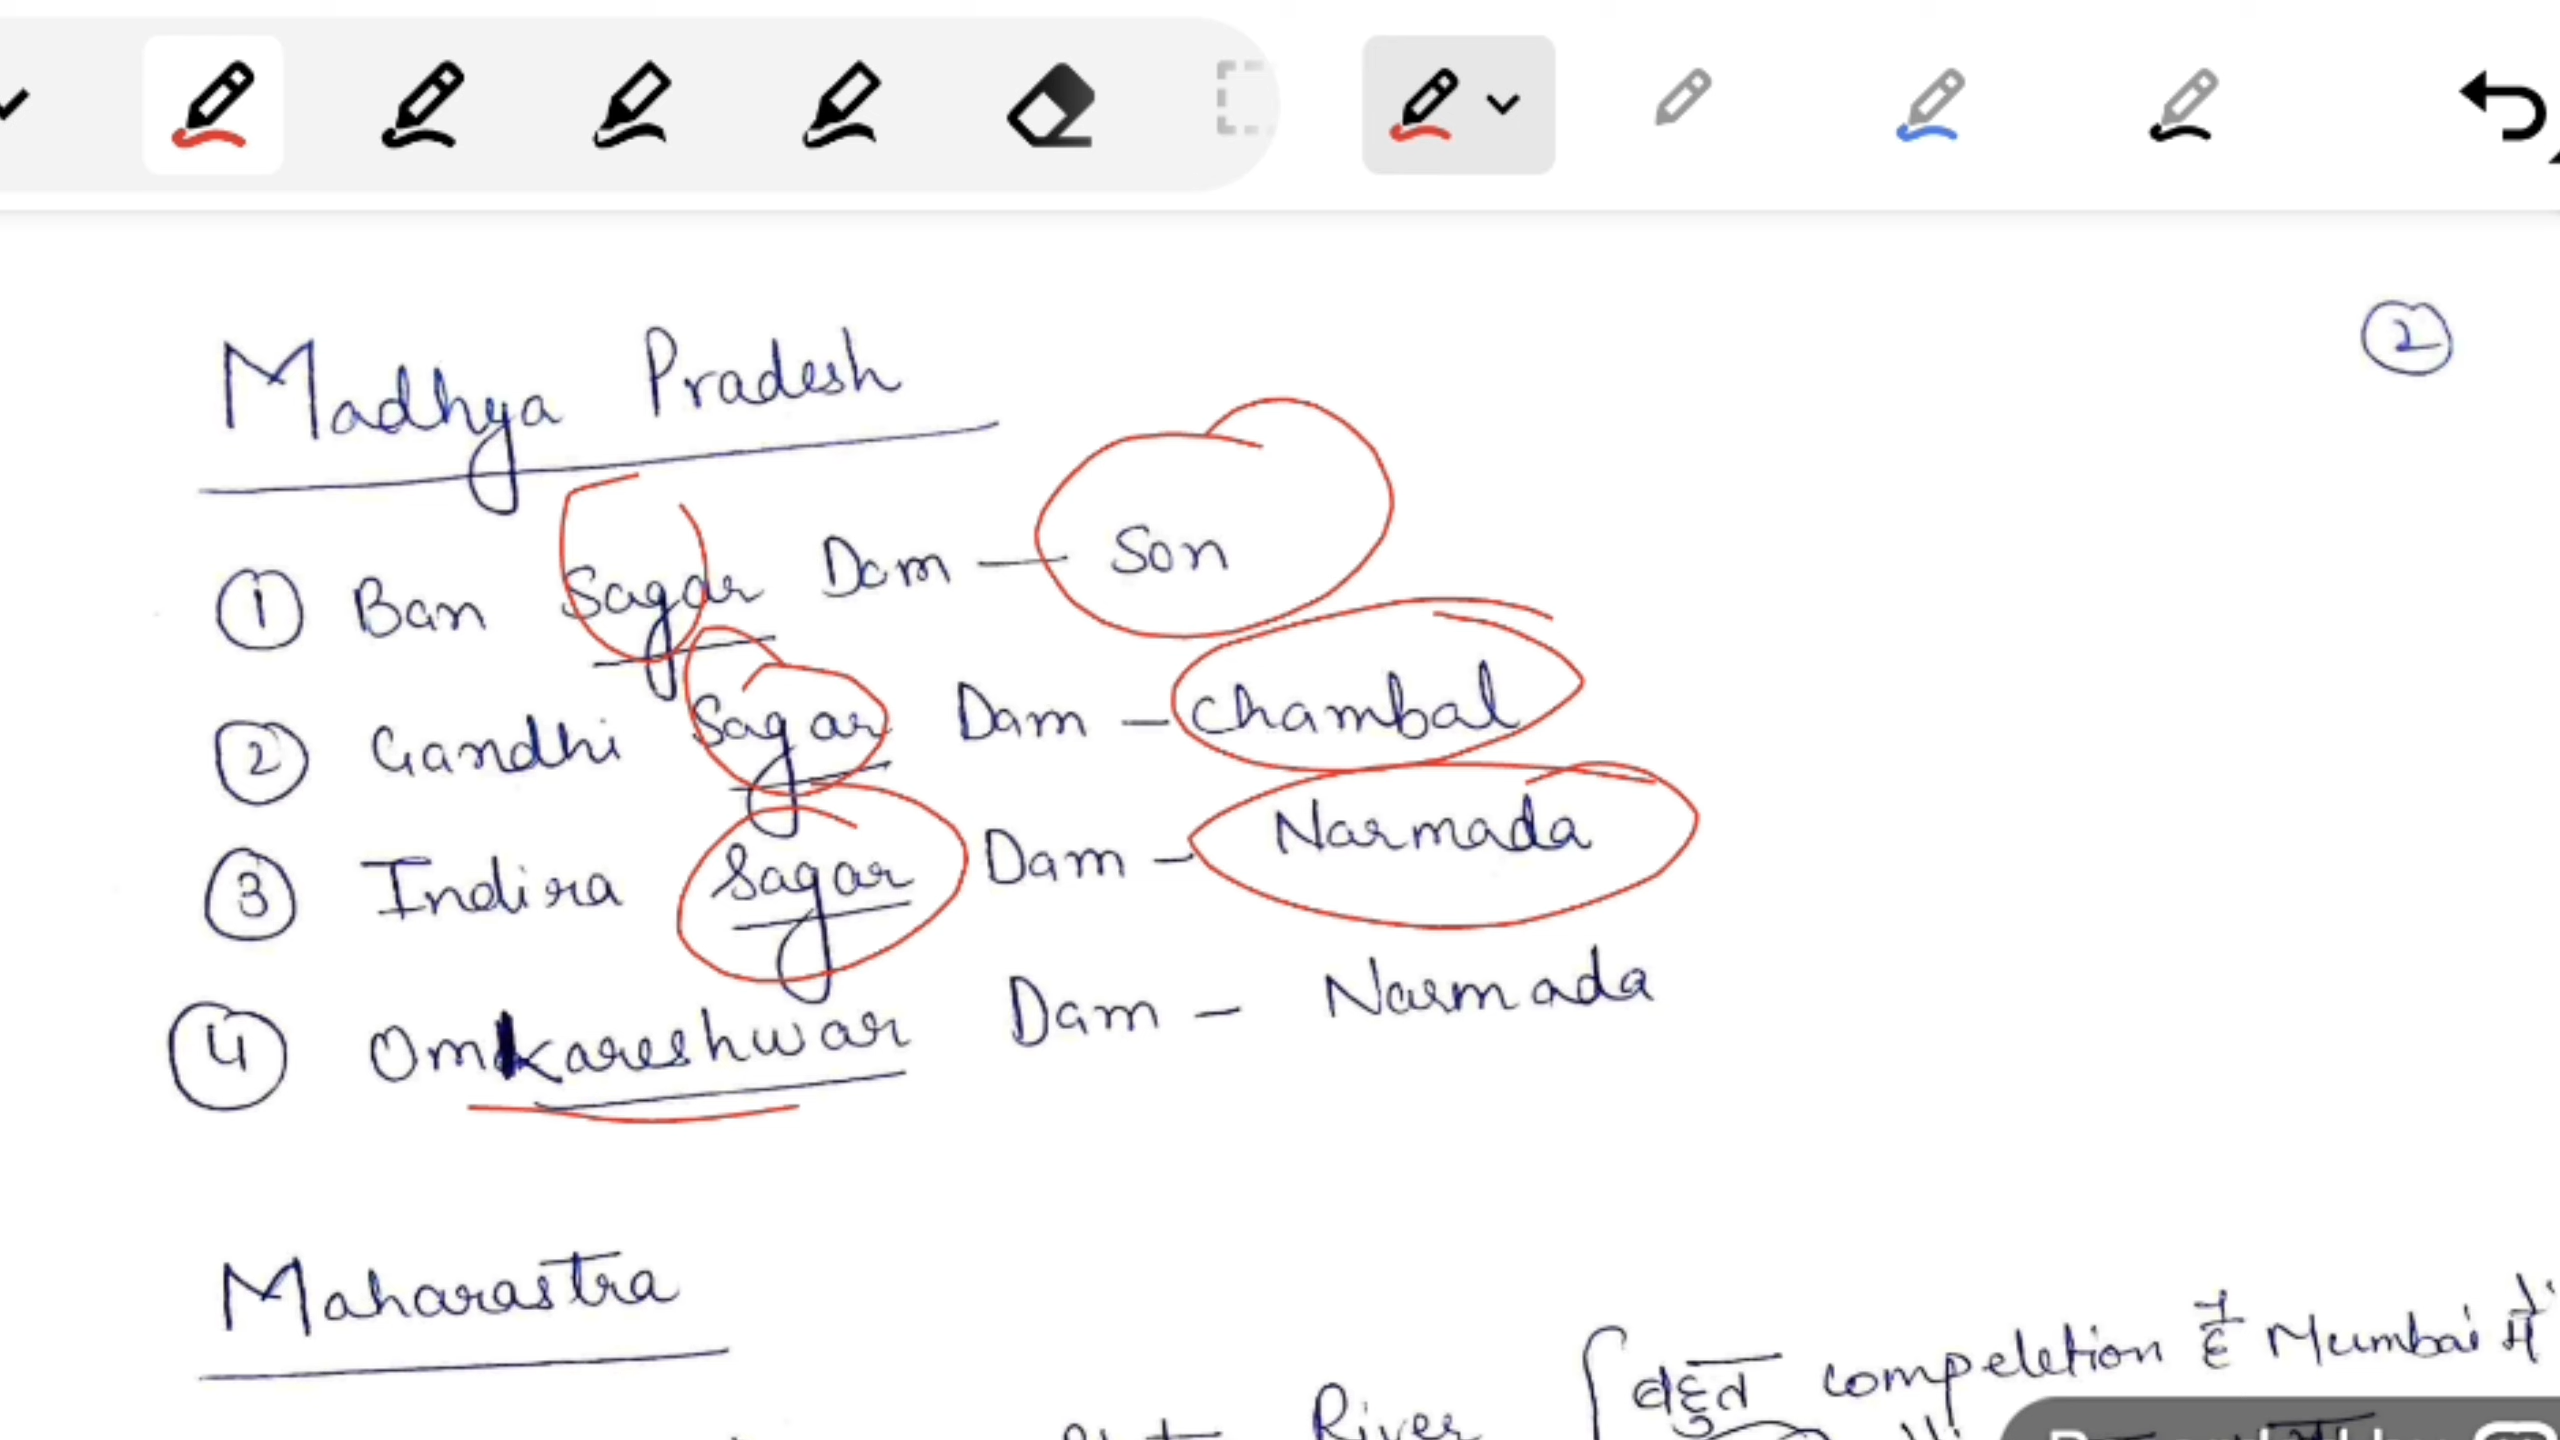 ②
Madhya Pradesh
① Ban Sagar Dam — Son
② Gandhi Sagar Dam - Chambal
③ Indira Sagar Dam - Narmada
④ Omkareshwar Dam - Narmada
Maharastra
River बहुत compeletion है Mumbai में